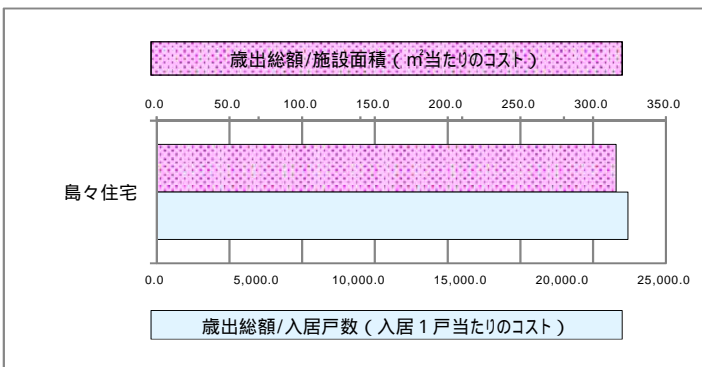 歳出総額/施設面積(㎡当たりのコスト)
0.0 50.0 100.0 150.0 200.0 250.0 300.0 350.0
島々住宅
0.0 5,000.0 10,000.0 15,000.0 20,000.0 25,000.0
歳出総額/入居戸数(入居1戸当たりのコスト)